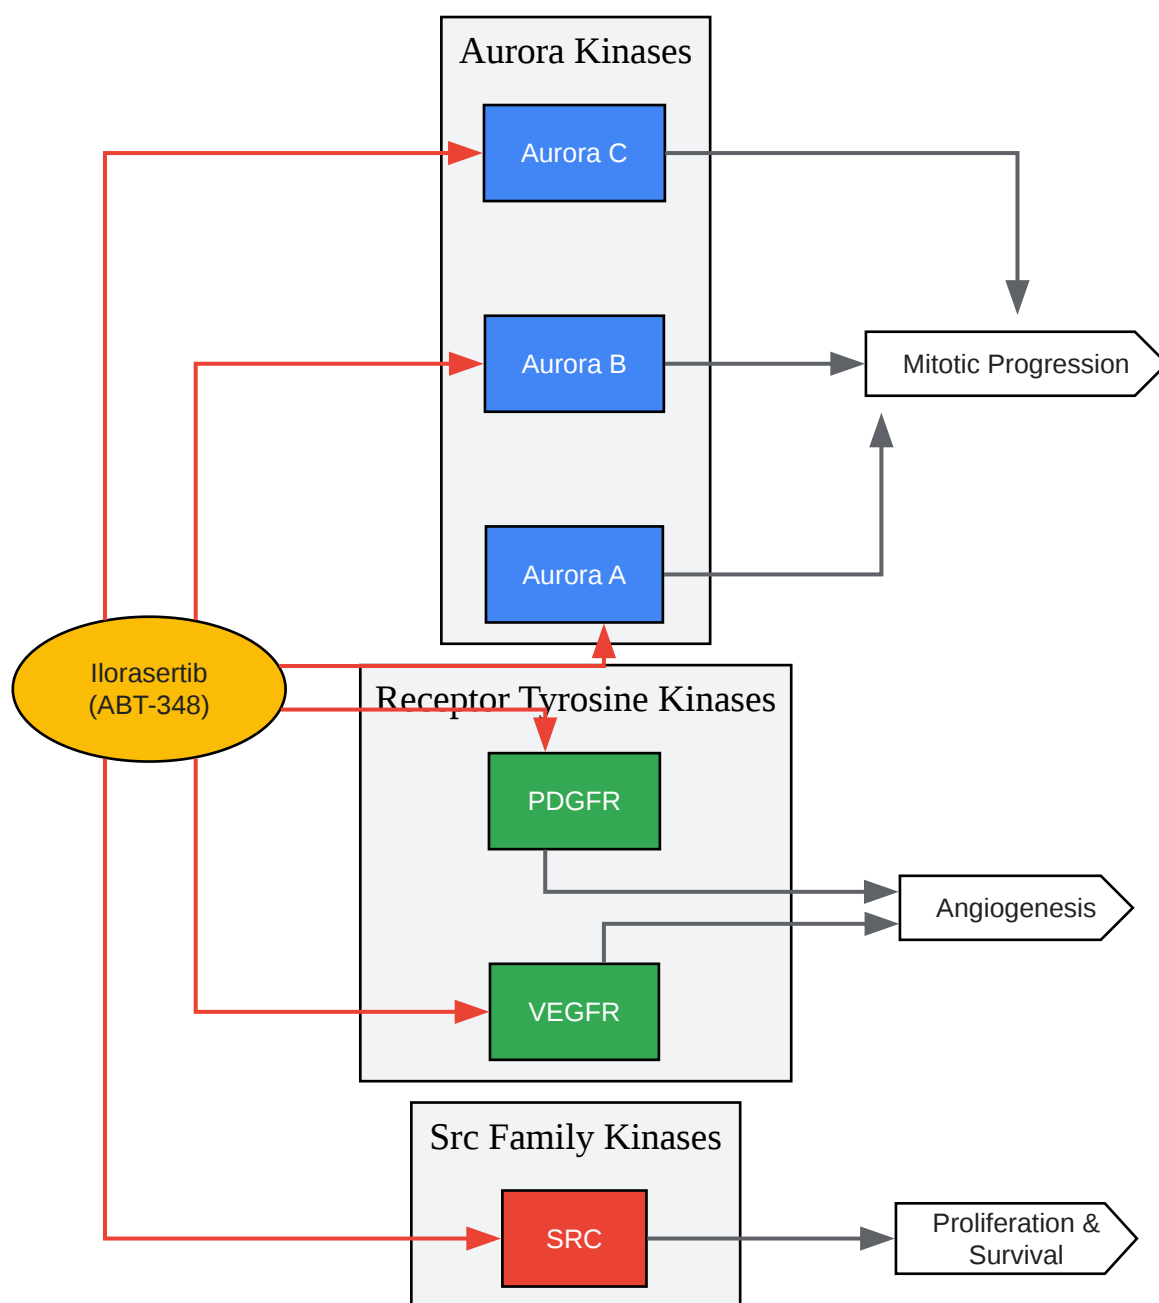 Aurora Kinases
Aurora C
Aurora B
Mitotic Progression
Aurora A
Ilorasertib
(ABT-348)
Receptor Tyrosine Kinases
PDGFR
Angiogenesis
VEGFR
Src Family Kinases
SRC
Proliferation &
Survival